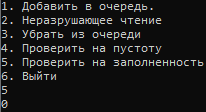 1. Добавить в очередь.
2. Неразрушающее чтение
3. Убрать из очереди
4. Проверить на пустоту
5. Проверить на заполненность
6. Выйти
5
0